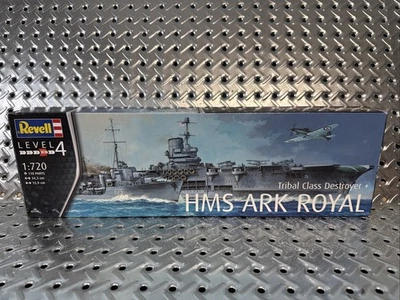 Revell
LEVEL 4
1:720
Tribal Class Destroyer +
HMS ARK ROYAL